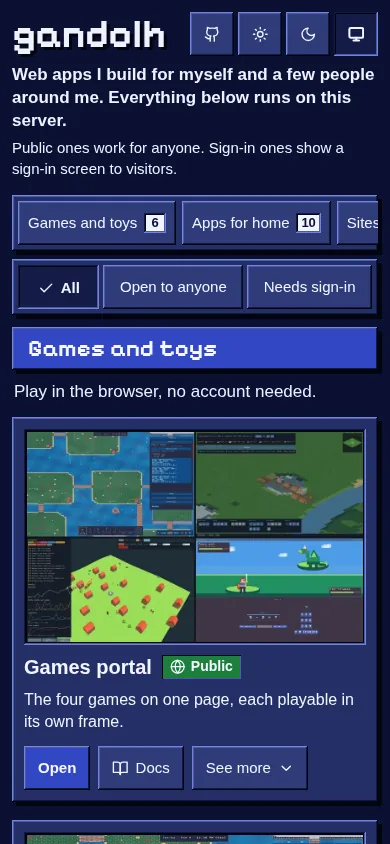 gandolh
Web apps I build for myself and a few people
around me. Everything below runs on this
server.
Public ones work for anyone. Sign-in ones show a
sign-in screen to visitors.
Games and toys 6 Apps for home 10 Sites
All Open to anyone Needs sign-in
Games and toys
Play in the browser, no account needed.
Games portal Public
The four games on one page, each playable in
its own frame.
Open Docs See more